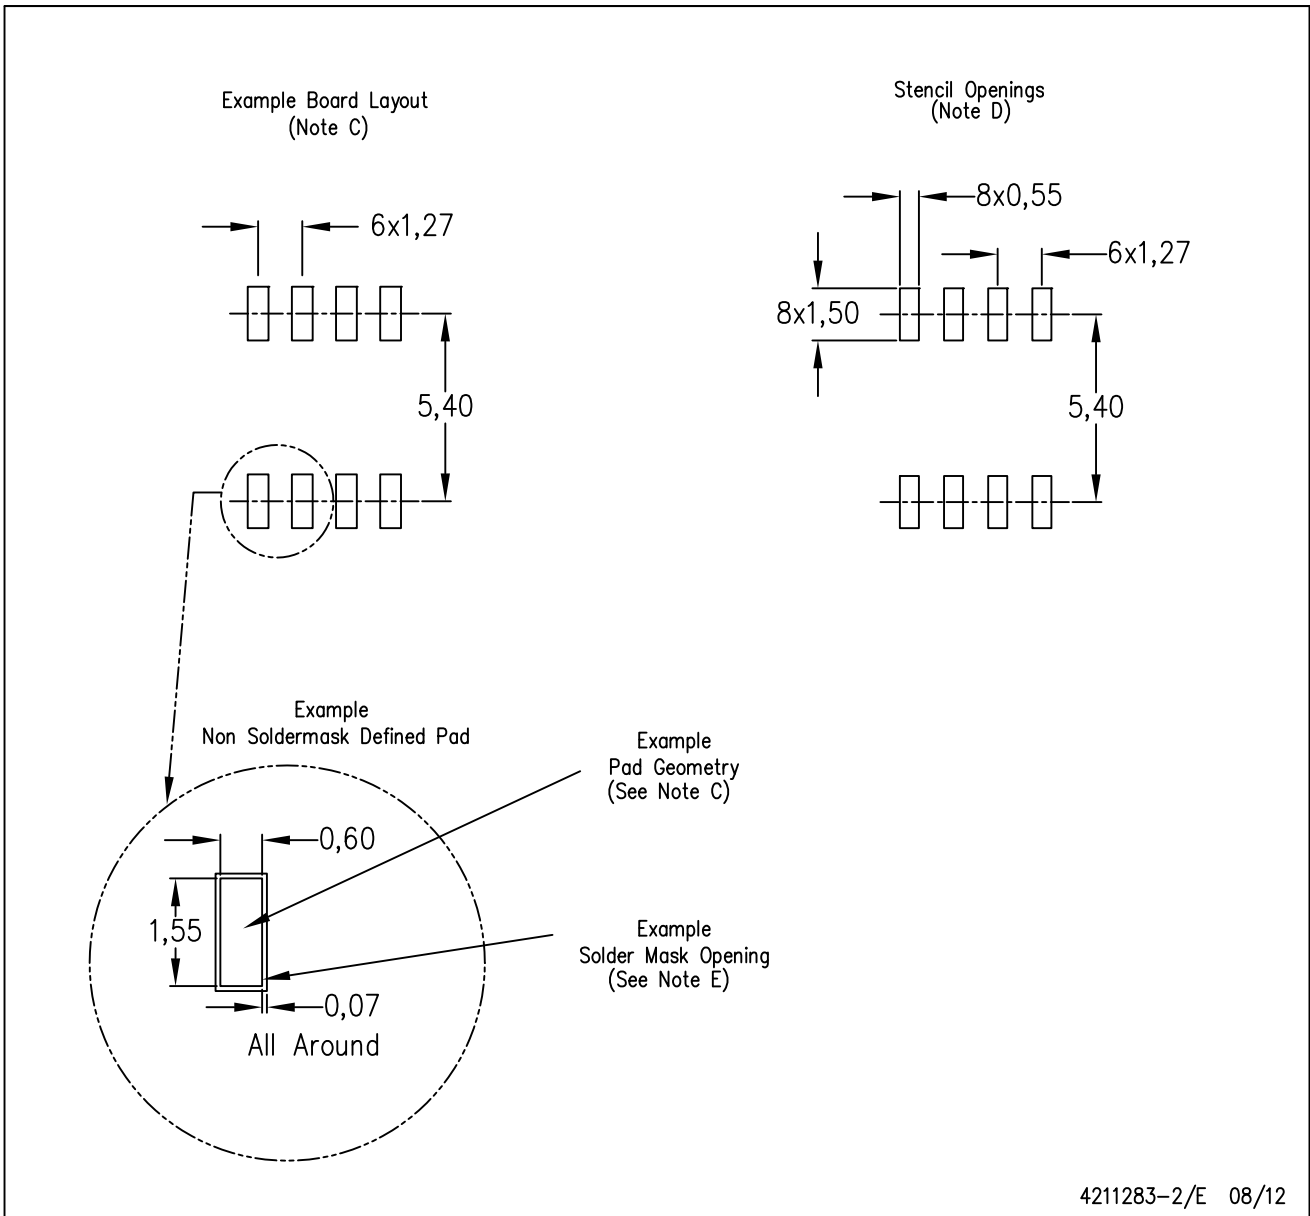 Example Board Layout
(Note C)
6x1,27
5,40
Stencil Openings
(Note D)
8x0,55
6x1,27
8x1,50
5,40
Example
Non Soldermask Defined Pad
Example
Pad Geometry
(See Note C)
0,60
1,55
Example
Solder Mask Opening
(See Note E)
0,07
All Around
4211283-2/E 08/12